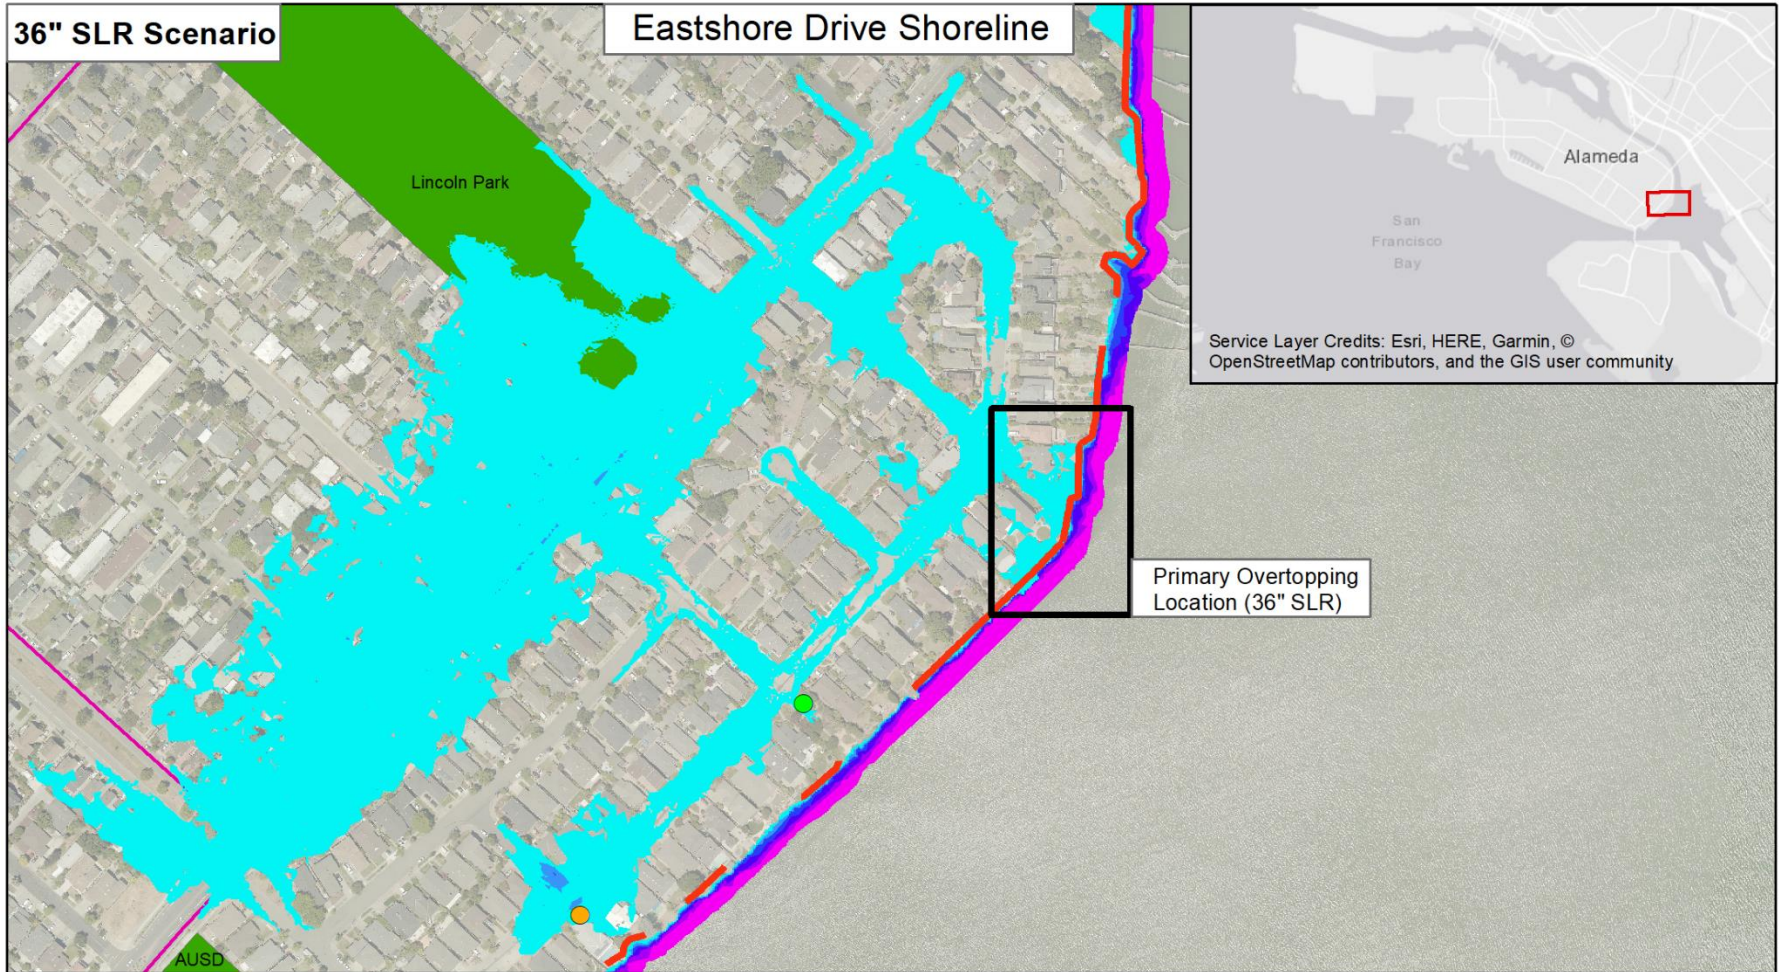 36" SLR Scenario
Eastshore Drive Shoreline
Lincoln Park
Alameda
San
Francisco
Bay
Service Layer Credits: Esri, HERE, Garmin, ©
OpenStreetMap contributors, and the GIS user community
Primary Overtopping
Location (36" SLR)
AUSD